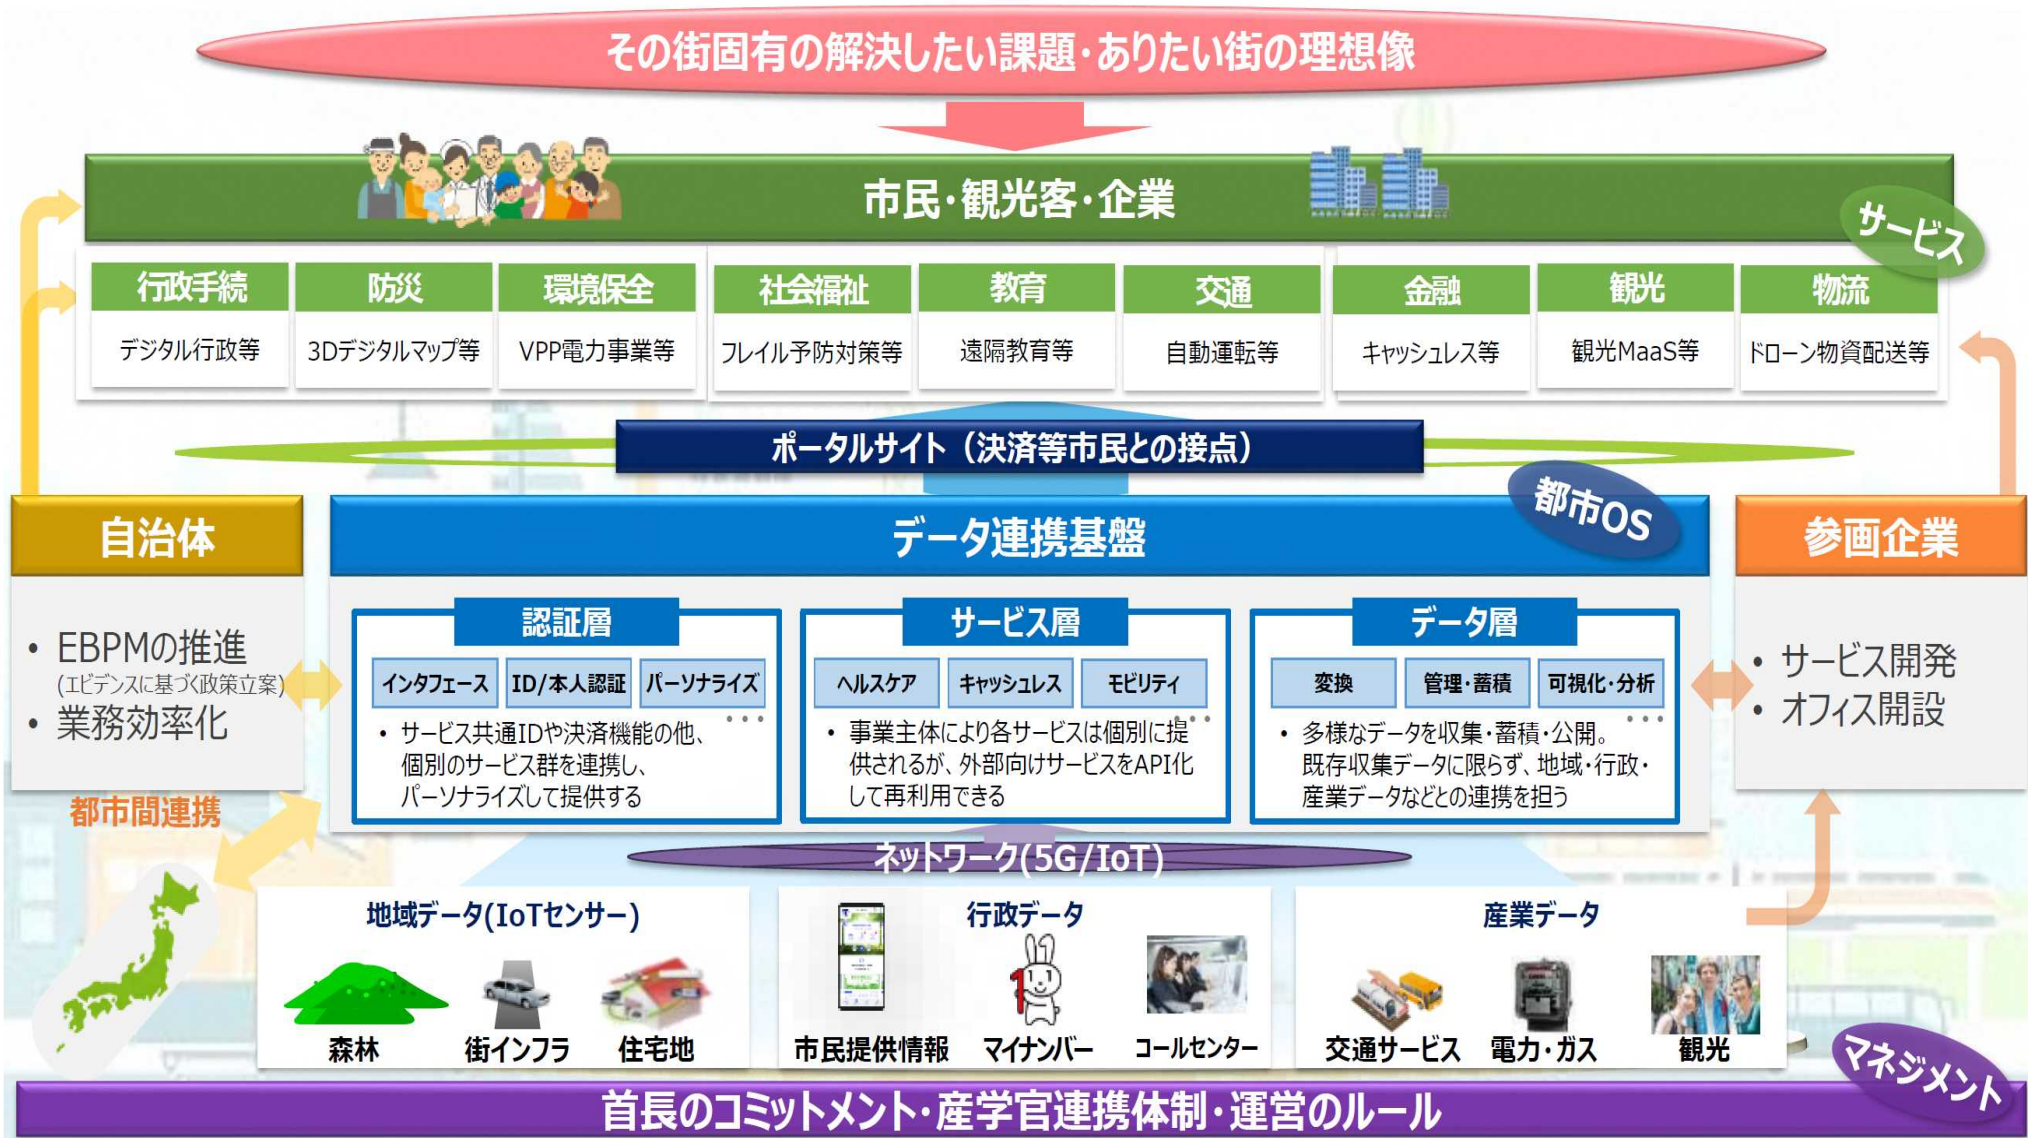 その街固有の解決したい課題・ありたい街の理想像
市民・観光客・企業
サービス
行政手続
防災
環境保全
社会福祉
教育
交通
金融
観光
物流
デジタル行政等
3Dデジタルマップ等
VPP電力事業等
フレイル予防対策等
遠隔教育等
自動運転等
キャッシュレス等
観光MaaS等
ドローン物資配送等
ポータルサイト（決済等市民との接点）
都市OS
自治体
データ連携基盤
参画企業
• EBPMの推進
(エビデンスに基づく政策立案)
• 業務効率化
認証層
インタフェース
ID/本人認証
パーソナライズ
・・・
• サービス共通IDや決済機能の他、
個別のサービス群を連携し、
パーソナライズして提供する
サービス層
ヘルスケア
キャッシュレス
モビリティ
・・・
• 事業主体により各サービスは個別に提
供されるが、外部向けサービスをAPI化
して再利用できる
データ層
変換
管理・蓄積
可視化・分析
・・・
• 多様なデータを収集・蓄積・公開。
既存収集データに限らず、地域・行政・
産業データなどとの連携を担う
• サービス開発
• オフィス開設
都市間連携
ネットワーク(5G/IoT)
地域データ(IoTセンサー)
森林
街インフラ
住宅地
行政データ
1
市民提供情報
マイナンバー
コールセンター
産業データ
交通サービス
電力・ガス
観光
マネジメント
首長のコミットメント・産学官連携体制・運営のルール